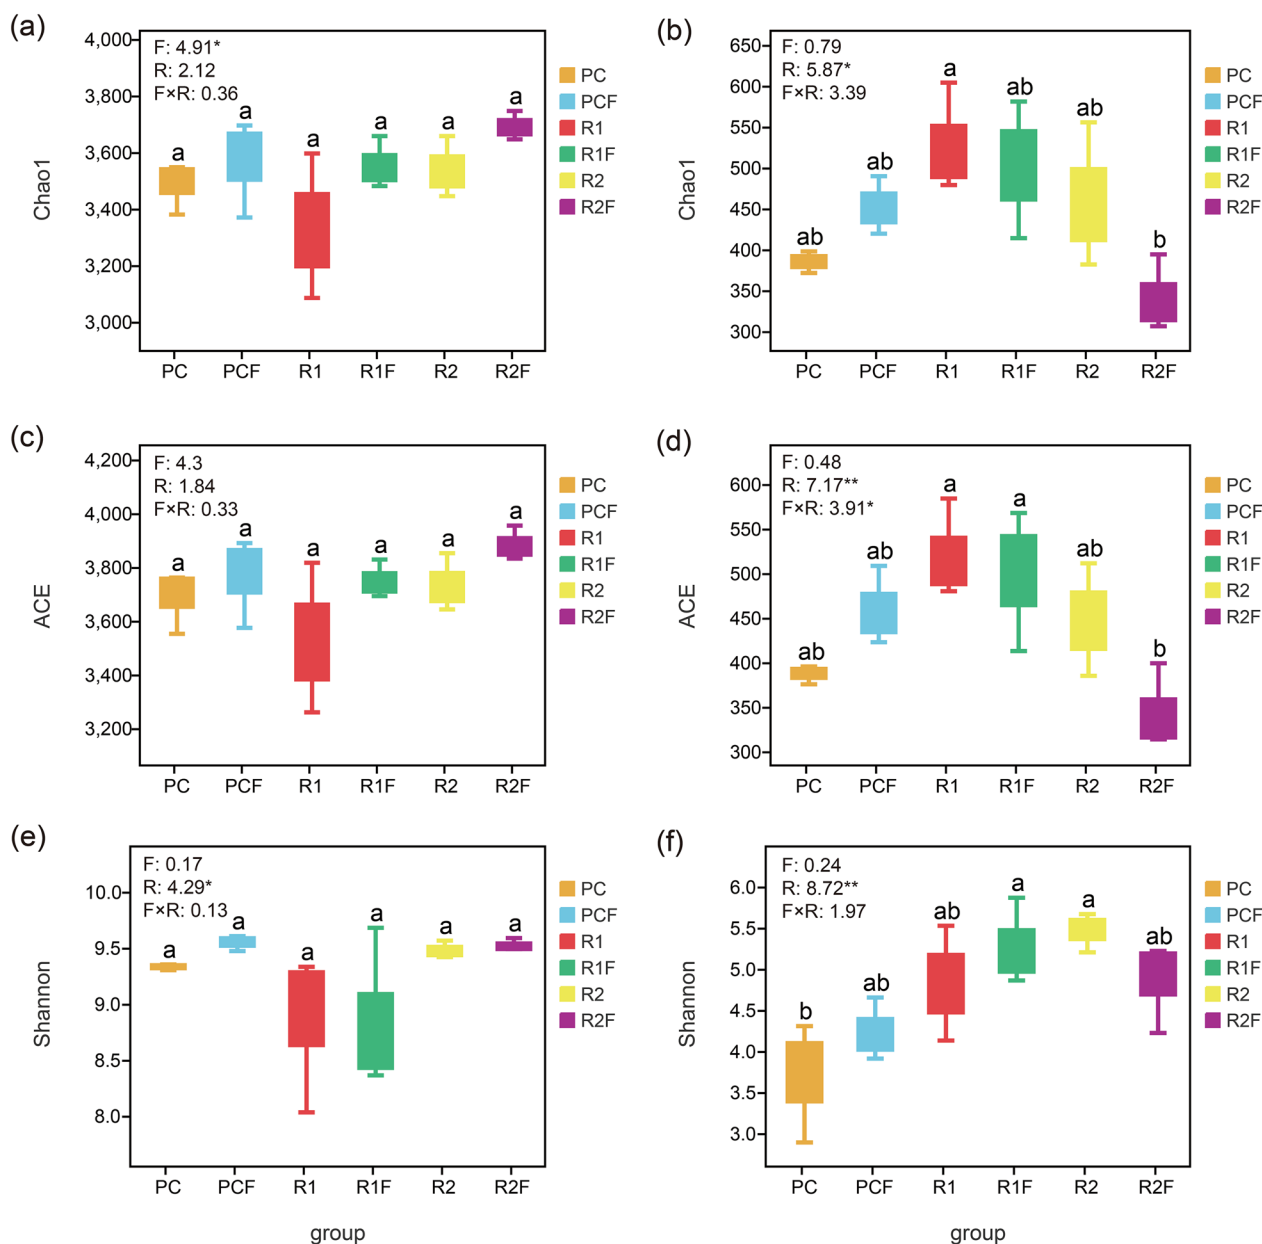 (a)
4,000
3,800
3,600
3,400
3,200
3,000
Chao1
F: 4.91*
R: 2.12
F×R: 0.36
a
a
a
a
a
a
PC
PCF
R1
R1F
R2
R2F
PC
PCF
R1
R1F
R2
R2F
(b)
650
600
550
500
450
400
350
300
Chao1
F: 0.79
R: 5.87*
F×R: 3.39
ab
ab
a
ab
ab
b
PC
PCF
R1
R1F
R2
R2F
PC
PCF
R1
R1F
R2
R2F
(c)
4,200
4,000
3,800
3,600
3,400
3,200
ACE
F: 4.3
R: 1.84
F×R: 0.33
a
a
a
a
a
a
PC
PCF
R1
R1F
R2
R2F
PC
PCF
R1
R1F
R2
R2F
(d)
600
550
500
450
400
350
300
ACE
F: 0.48
R: 7.17**
F×R: 3.91*
ab
ab
a
a
ab
b
PC
PCF
R1
R1F
R2
R2F
PC
PCF
R1
R1F
R2
R2F
(e)
10.0
9.5
9.0
8.5
8.0
Shannon
F: 0.17
R: 4.29*
F×R: 0.13
a
a
a
a
a
a
PC
PCF
R1
R1F
R2
R2F
PC
PCF
R1
R1F
R2
R2F
group
(f)
6.0
5.5
5.0
4.5
4.0
3.5
3.0
Shannon
F: 0.24
R: 8.72**
F×R: 1.97
b
ab
ab
a
a
ab
PC
PCF
R1
R1F
R2
R2F
PC
PCF
R1
R1F
R2
R2F
group